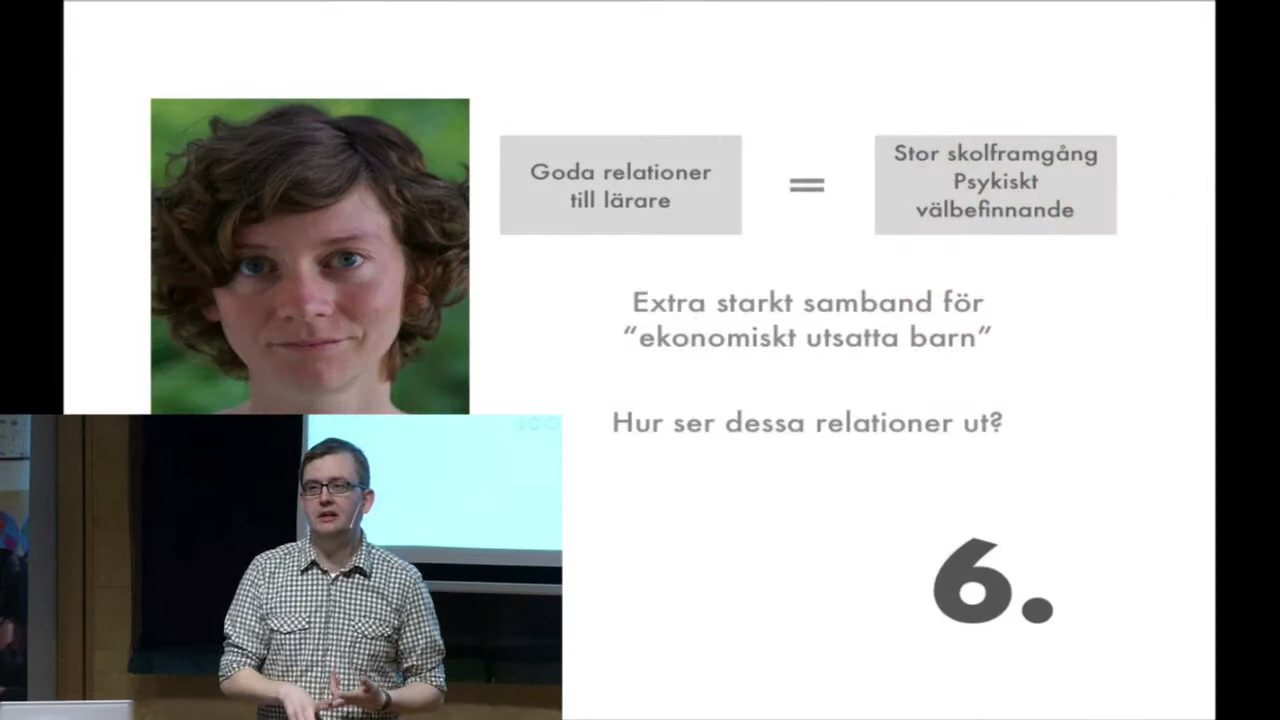 Goda relationer
till lärare
=
Stor skolframgång
Psykiskt
välbefinnande
Extra starkt samband för
“ekonomiskt utsatta barn”
Hur ser dessa relationer ut?
6.